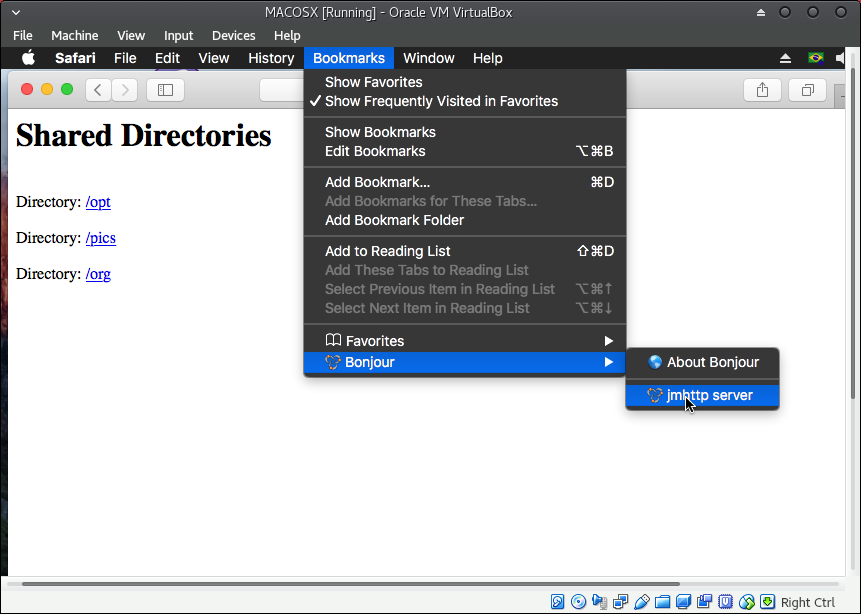 MACOSX [Running] - Oracle VM VirtualBox
File Machine View Input Devices Help
Safari File Edit View History Bookmarks Window Help
Shared Directories
Directory: /opt
Directory: /pics
Directory: /org
Show Favorites
✓ Show Frequently Visited in Favorites
Show Bookmarks
Edit Bookmarks ⌥⌘B
Add Bookmark... ⌘D
Add Bookmarks for These Tabs...
Add Bookmark Folder
Add to Reading List ⇧⌘D
Add These Tabs to Reading List
Select Previous Item in Reading List ⌥⌘↑
Select Next Item in Reading List ⌥⌘↓
Favorites ▶
Bonjour ▶
About Bonjour
jmhttp server
Right Ctrl